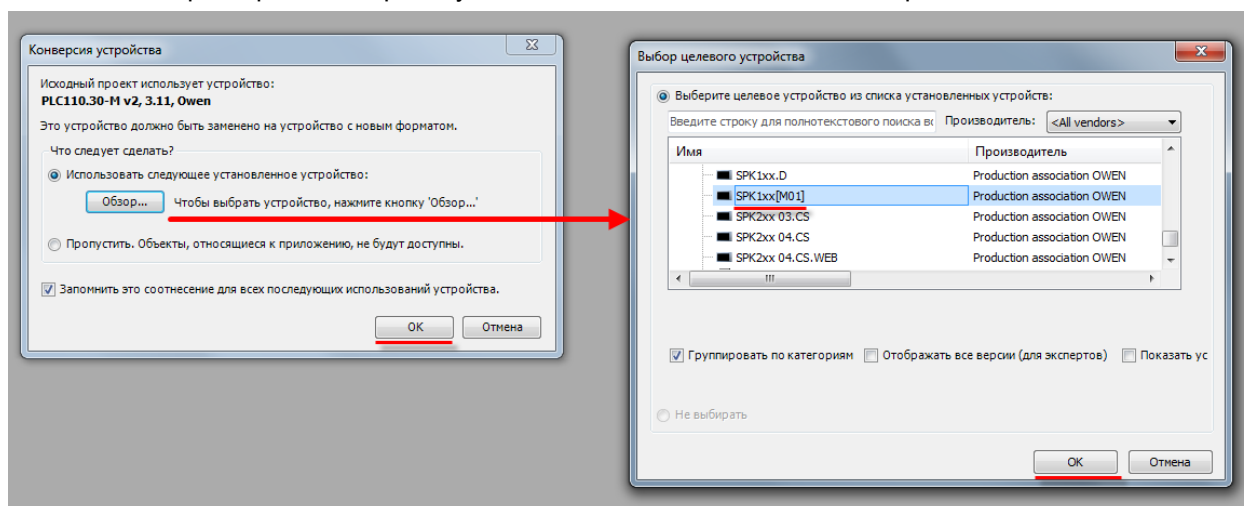 Конверсия устройства
Исходный проект использует устройство:
PLC110.30-M v2, 3.11, Owen
Это устройство должно быть заменено на устройство с новым форматом.
Что следует сделать?
Использовать следующее установленное устройство:
Обзор... Чтобы выбрать устройство, нажмите кнопку 'Обзор...'
Пропустить. Объекты, относящиеся к приложению, не будут доступны.
Запомнить это соотнесение для всех последующих использований устройства.
OK Отмена
Выбор целевого устройства
Выберите целевое устройство из списка установленных устройств:
Введите строку для полнотекстового поиска вс Производитель: <All vendors>
Имя Производитель
SPK1xx.D Production association OWEN
SPK1xx[M01] Production association OWEN
SPK2xx 03.CS Production association OWEN
SPK2xx 04.CS Production association OWEN
SPK2xx 04.CS.WEB Production association OWEN
Группировать по категориям Отображать все версии (для экспертов) Показать ус
Не выбирать
OK Отмена